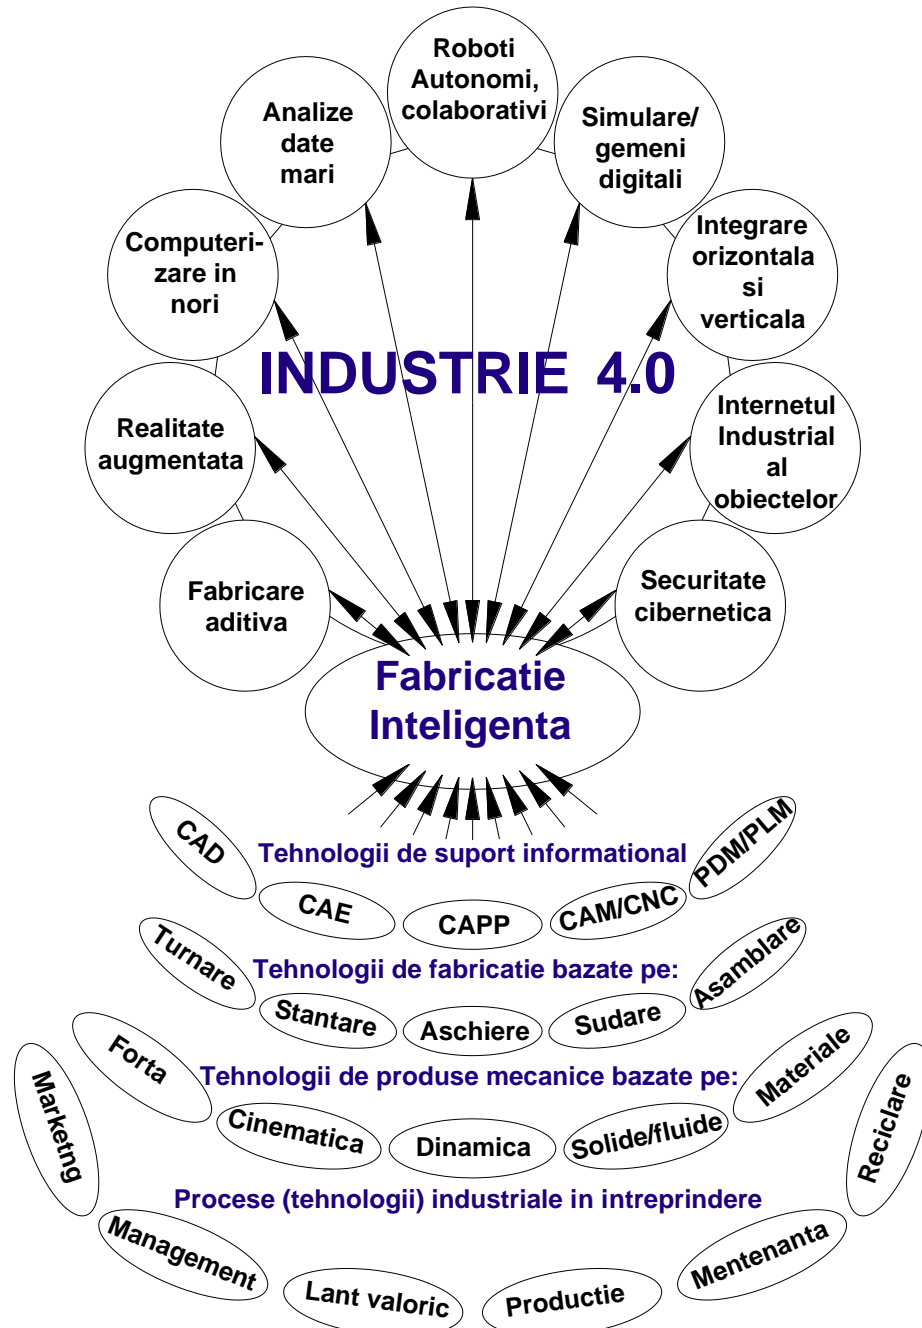 Roboti
Autonomi,
colaborativi
Analize
date
mari
Simulare/
gemeni
digitali
Computeri-
zare in
nori
Integrare
orizontala
si
verticala
INDUSTRIE 4.0
Realitate
augmentata
Internetul
Industrial
al
obiectelor
Fabricare
aditiva
Securitate
cibernetica
Fabricatie
Inteligenta
CAD
Tehnologii de suport informational
PDM/PLM
CAE
CAPP
CAM/CNC
Turnare
Tehnologii de fabricatie bazate pe:
Asamblare
Stantare
Aschiere
Sudare
Forta
Tehnologii de produse mecanice bazate pe:
Materiale
Cinematica
Dinamica
Solide/fluide
Marketng
Procese (tehnologii) industriale in intreprindere
Reciclare
Management
Lant valoric
Productie
Mentenanta